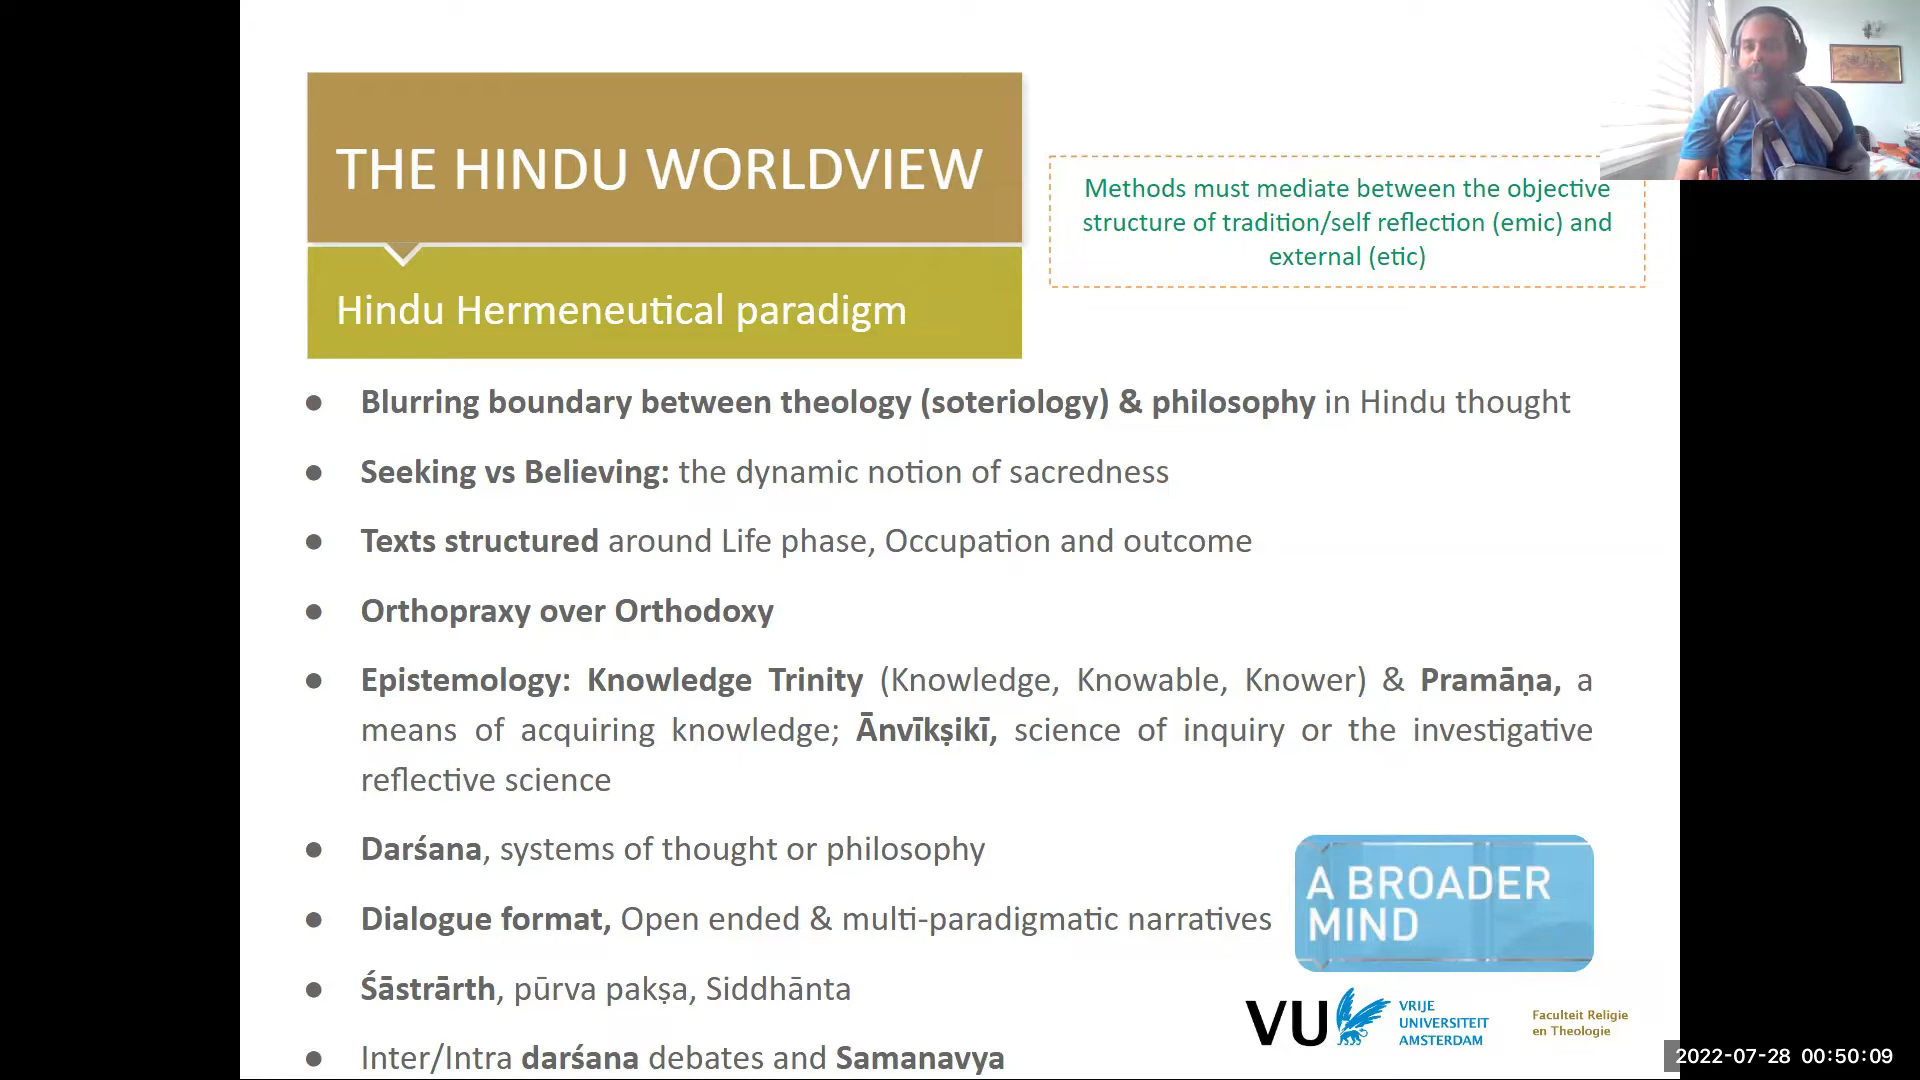 THE HINDU WORLDVIEW
Hindu Hermeneutical paradigm
Methods must mediate between the objective
structure of tradition/self reflection (emic) and
external (etic)
● Blurring boundary between theology (soteriology) & philosophy in Hindu thought
● Seeking vs Believing: the dynamic notion of sacredness
● Texts structured around Life phase, Occupation and outcome
● Orthopraxy over Orthodoxy
● Epistemology: Knowledge Trinity (Knowledge, Knowable, Knower) & Pramāṇa, a
means of acquiring knowledge; Ānvīkṣikī, science of inquiry or the investigative
reflective science
● Darśana, systems of thought or philosophy
● Dialogue format, Open ended & multi-paradigmatic narratives
● Śāstrārth, pūrva pakṣa, Siddhānta
● Inter/Intra darśana debates and Samanavya
A BROADER
MIND
VU
VRIJE
UNIVERSITEIT
AMSTERDAM
Faculteit Religie
en Theologie
2022-07-28 00:50:09